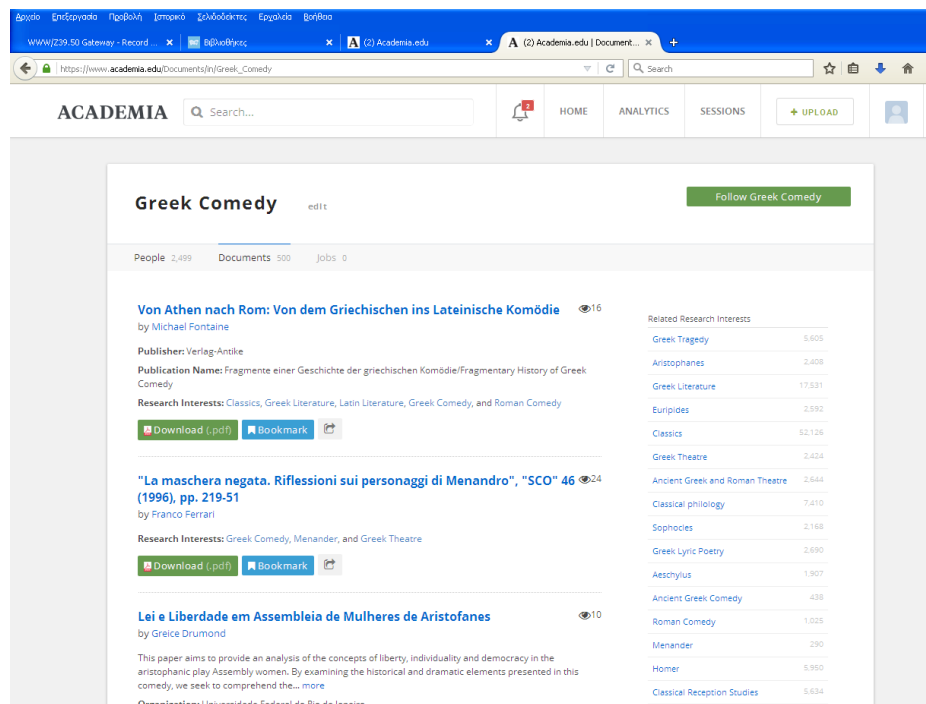 Αρχείο Επεξεργασία Προβολή Ιστορικό Σελιδοδείκτες Εργαλεία Βοήθεια
WWW/Z39.50 Gateway - Record ... Βιβλιοθήκες A (2) Academia.edu A (2) Academia.edu | Document...
https://www.academia.edu/Documents/in/Greek_Comedy Search
ACADEMIA Search... 2 HOME ANALYTICS SESSIONS + UPLOAD
Greek Comedy edit Follow Greek Comedy
People 2,499 Documents 500 Jobs 0
Von Athen nach Rom: Von dem Griechischen ins Lateinische Komödie 16
by Michael Fontaine
Publisher: Verlag-Antike
Publication Name: Fragmente einer Geschichte der griechischen Komödie/Fragmentary History of Greek
Comedy
Research Interests: Classics, Greek Literature, Latin Literature, Greek Comedy, and Roman Comedy
Download (.pdf) Bookmark
"La maschera negata. Riflessioni sui personaggi di Menandro", "SCO" 46 24
(1996), pp. 219-51
by Franco Ferrari
Research Interests: Greek Comedy, Menander, and Greek Theatre
Download (.pdf) Bookmark
Lei e Liberdade em Assembleia de Mulheres de Aristofanes 10
by Greice Drumond
This paper aims to provide an analysis of the concepts of liberty, individuality and democracy in the
aristophanic play Assembly women. By examining the historical and dramatic elements presented in this
comedy, we seek to comprehend the... more
Organization: Universidade Federal do Rio de Janeiro
Related Research Interests
Greek Tragedy 5,605
Aristophanes 2,408
Greek Literature 17,531
Euripides 2,592
Classics 52,126
Greek Theatre 2,424
Ancient Greek and Roman Theatre 2,644
Classical philology 7,410
Sophocles 2,168
Greek Lyric Poetry 2,690
Aeschylus 1,907
Ancient Greek Comedy 438
Roman Comedy 1,025
Menander 290
Homer 5,950
Classical Reception Studies 5,634